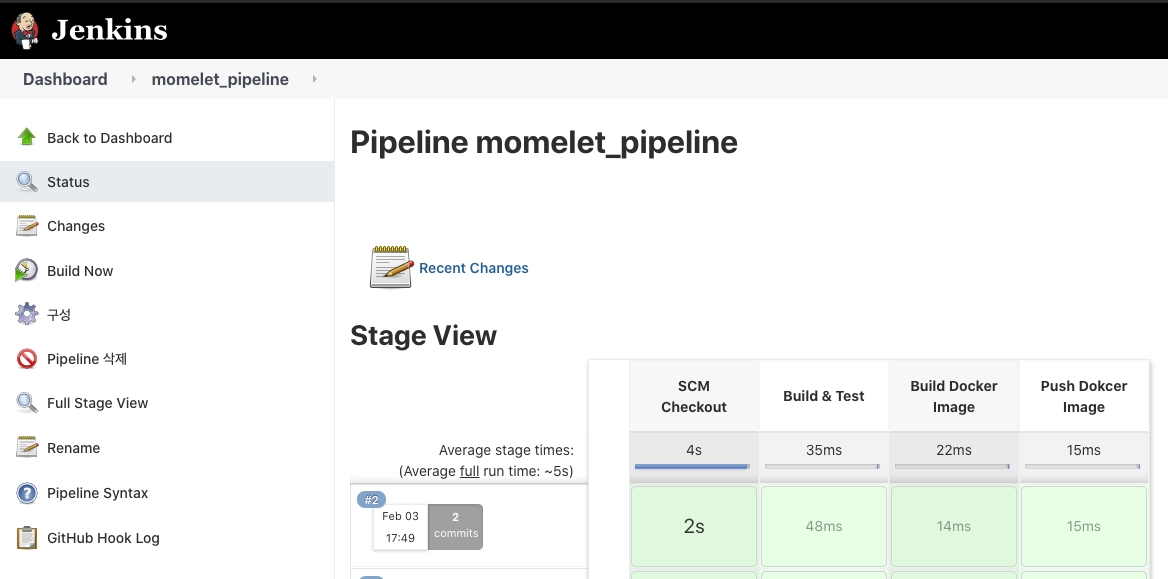 Jenkins
Dashboard
momelet_pipeline
Back to Dashboard
Status
Changes
Build Now
구성
Pipeline 삭제
Full Stage View
Rename
Pipeline Syntax
GitHub Hook Log
Pipeline momelet_pipeline
Recent Changes
Stage View
SCM
Checkout
Build & Test
Build Docker
Image
Push Dokcer
Image
Average stage times:
(Average full run time: ~5s)
4s
35ms
22ms
15ms
#2
Feb 03
17:49
2
commits
2s
48ms
14ms
15ms